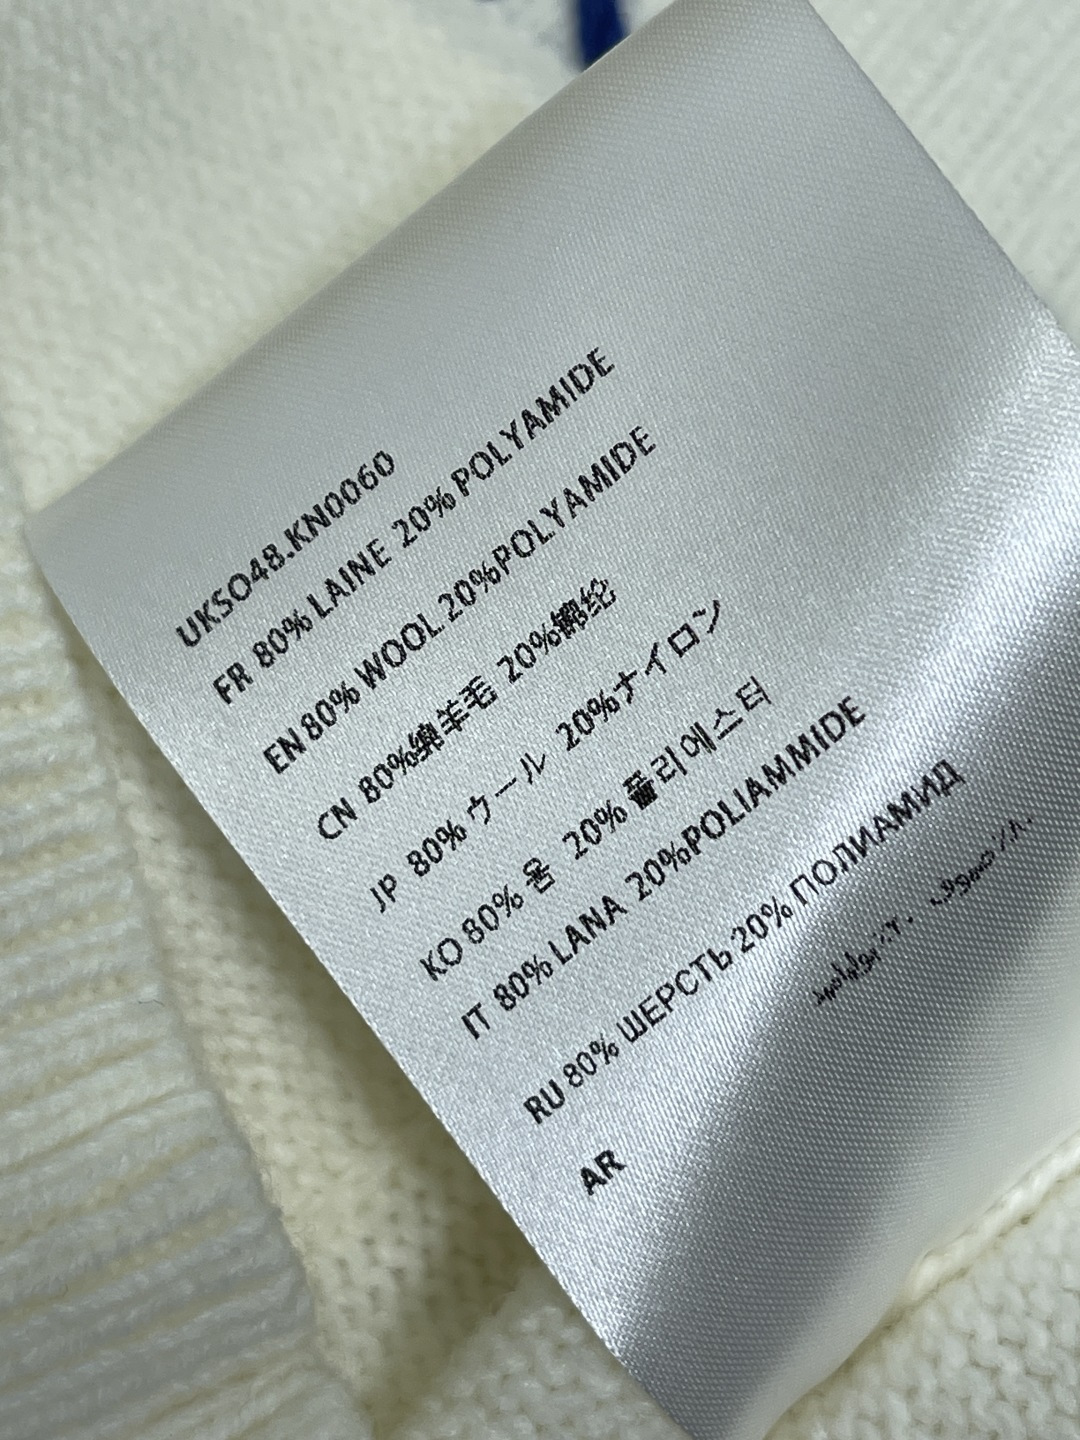 UKSO48.KN0060
FR 80% LAINE 20% POLYAMIDE
EN 80% WOOL 20%POLYAMIDE
CN 80%绵羊毛 20%锦纶
JP 80% ウール 20%ナイロン
KO 80% 울 20% 폴리에스터
IT 80% LANA 20%POLIAMMIDE
RU 80% ШЕРСТЬ 20% ПОЛИАМИД
AR